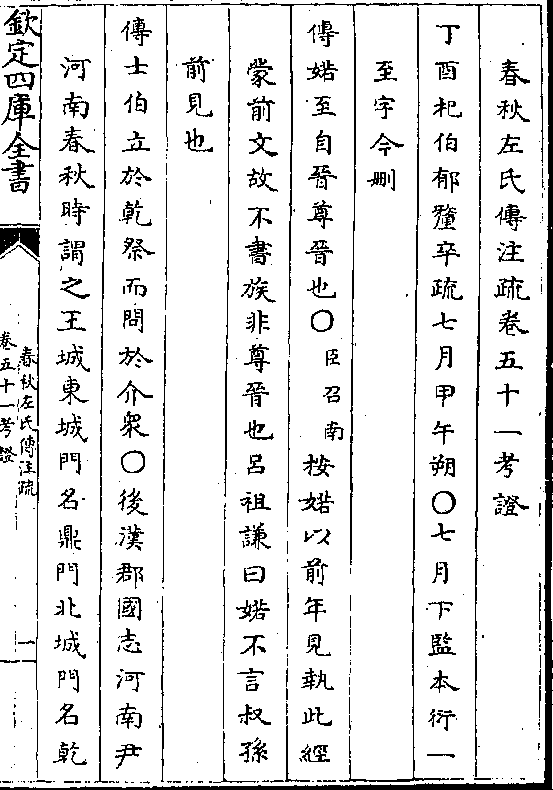 春秋左氏傳注疏卷五十一考證
丁酉杞伯郁釐卒疏七月甲午朔〇七月下監本衍一
至字今刪
傳婼至自晉尊晉也〇臣召南按婼以前年見執此經
蒙前文故不書族非尊晉也呂祖謙曰婼不言叔孫
前見也
傳士伯立於乾祭而問於介衆〇後漢郡國志河南尹
河南春秋時謂之王城東城門名鼎門北城門名乾
欽定四庫全書
春秋左氏傳注疏
卷五十一考證
一